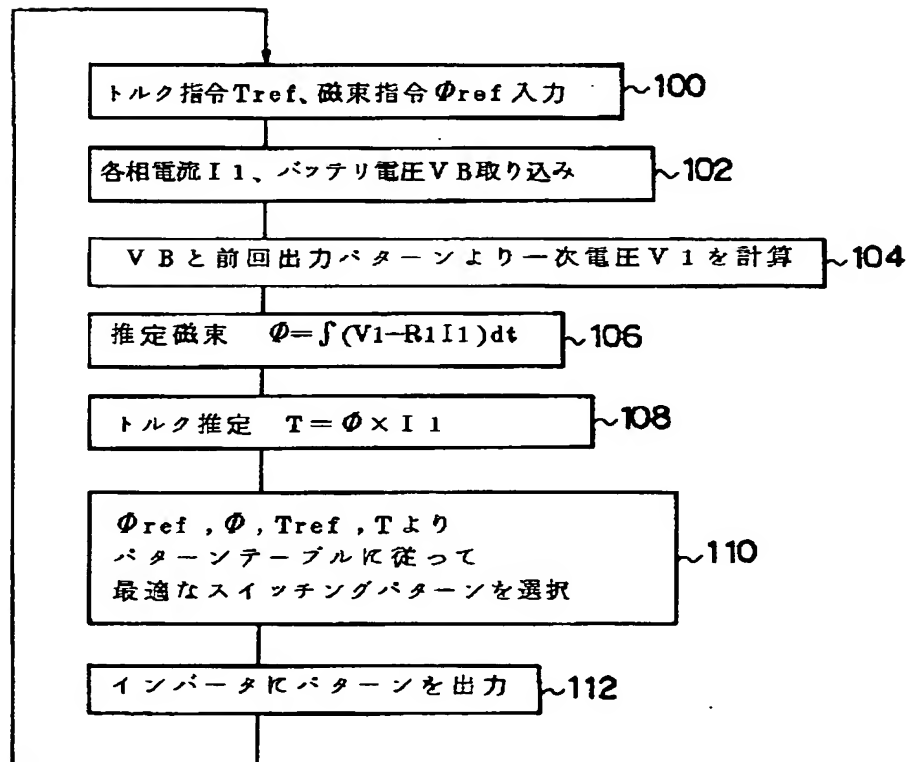 トルク指令Tref、磁束指令Φref入力 ~100
各相電流I1、バッテリ電圧VB取り込み ~102
VBと前回出力パターンより一次電圧V1を計算 ~104
推定磁束 Φ=∫(V1-R1I1)dt ~106
トルク推定 T=Φ×I1 ~108
Φref,Φ,Tref,Tより
パターンテーブルに従って ~110
最適なスイッチングパターンを選択
インバータにパターンを出力 ~112